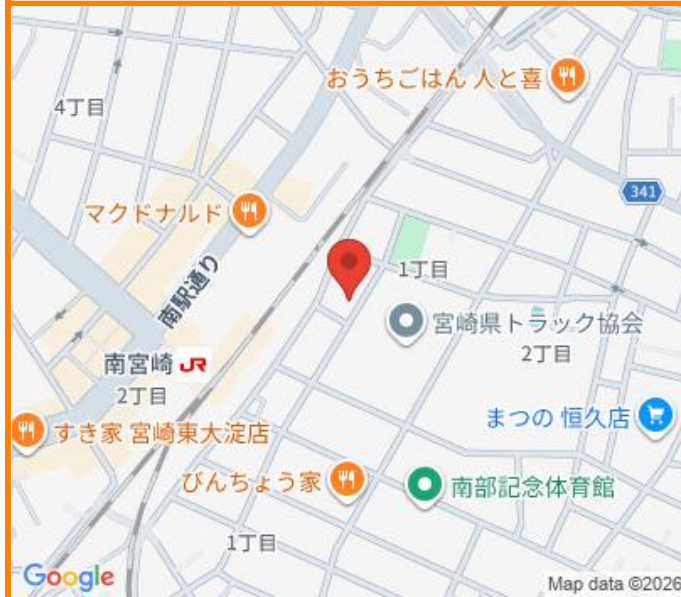 おうちごはん 人と喜
4丁目
341
マクドナルド
1丁目
南駅通り
宮崎県トラック協会
2丁目
南宮崎 JR
2丁目
まつの 恒久店
すき家 宮崎東大淀店
びんちょう家
南部記念体育館
1丁目
Google
Map data ©2026